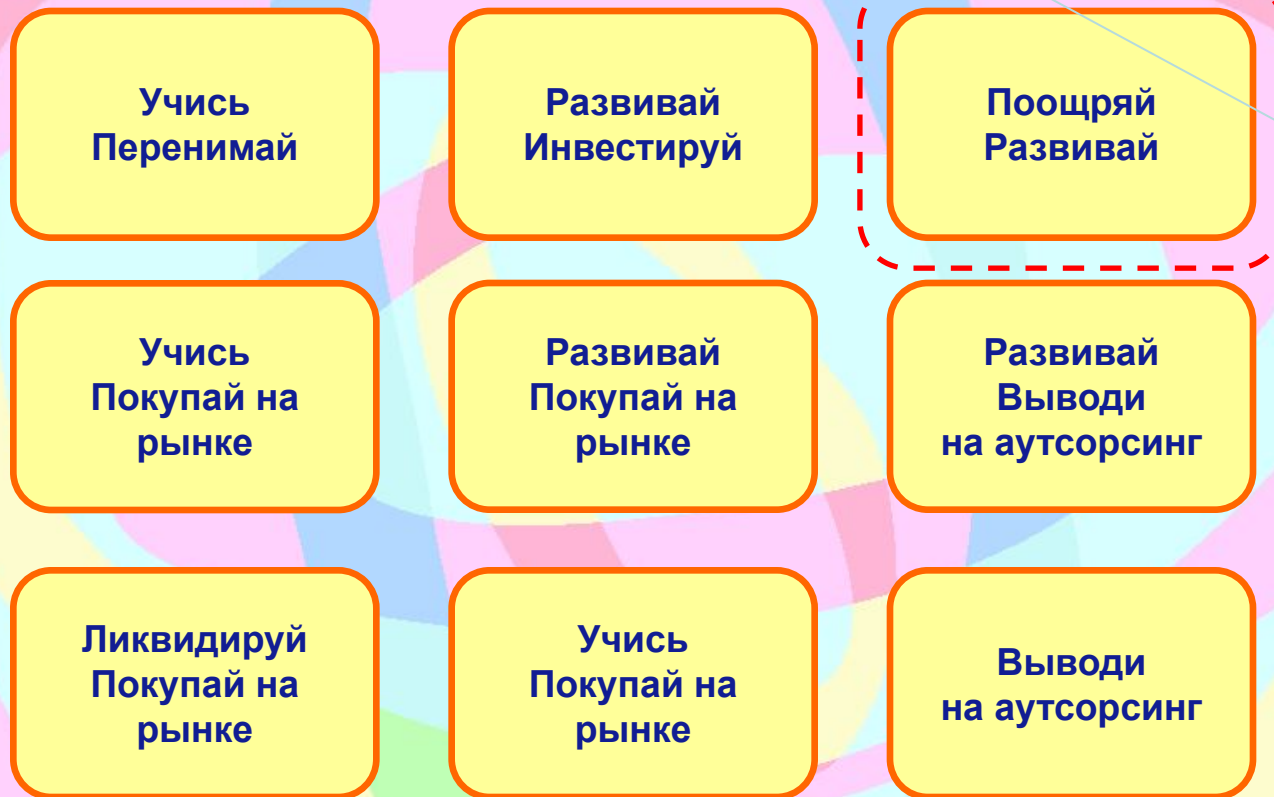 Учись
Перенимай
Развивай
Инвестируй
Поощряй
Развивай
Учись
Покупай на
рынке
Развивай
Покупай на
рынке
Развивай
Выводи
на аутсорсинг
Ликвидируй
Покупай на
рынке
Учись
Покупай на
рынке
Выводи
на аутсорсинг